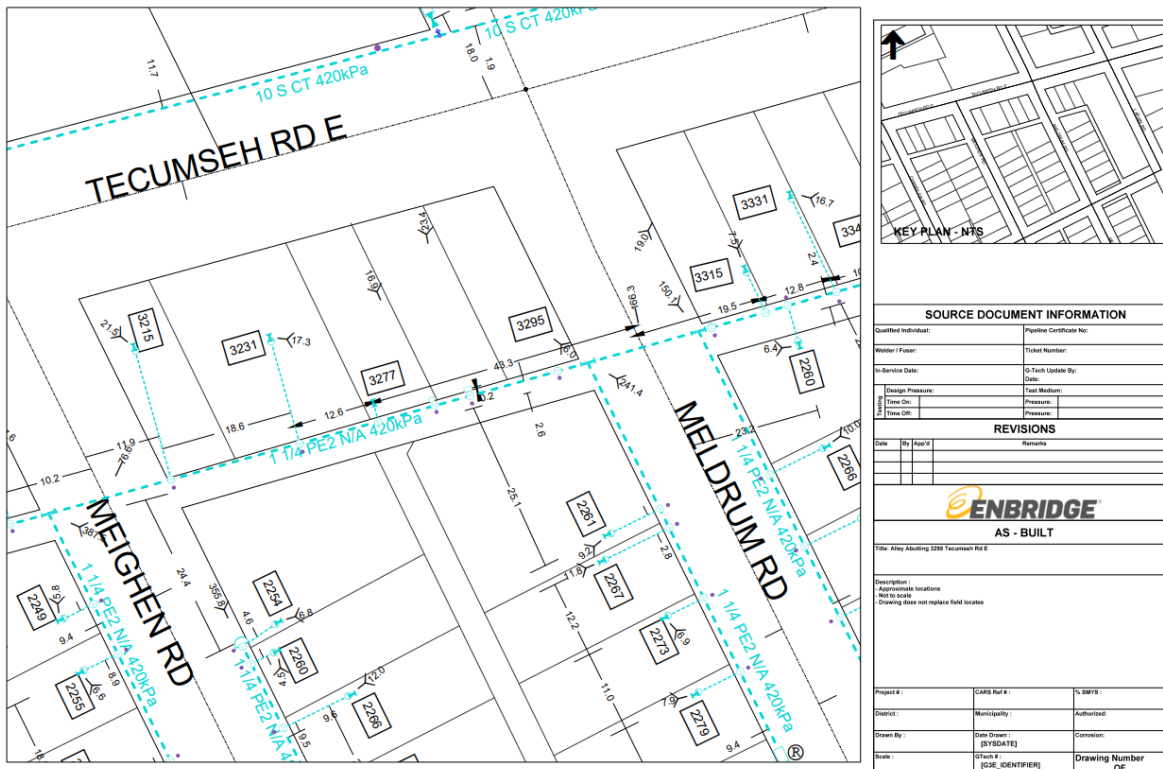 10 S CT 420kPa
10 S CT 420kPa
11.7
18.0
1.9
TECUMSEH RD E
23.4
16.9
19.0
150.1
166.3
3331
16.7
7.5
3315
2.4
12.8
19.5
21.5
3215
3231
17.3
3277
3295
6.0
43.3
0.2
241.4
6.4
2260
12.6
18.6
11.9
76.6
10.2
1 1/4 PE2 N/A 420kPa
2.6
23.2
10.0
2266
MEIGHEN RD
MELDRUM RD
1 1/4 PE2 N/A 420kPa
25.1
2261
2.8
11.8
2267
24.4
355.8
2254
4.6
6.8
2249
5.8
9.4
1 1/4 PE2 N/A 420kPa
2260
4.5
12.2
2273
6.9
1 1/4 PE2 N/A 420kPa
2255
6.6
8.9
12.0
2266
9.6
9.5
11.0
7.9
2279
9.4
®
KEY PLAN - NTS
SOURCE DOCUMENT INFORMATION
Qualified Individual:
Pipeline Certificate No:
Welder / Fuser:
Ticket Number:
In-Service Date:
G-Tech Update By:
Date:
Testing
Design Pressure:
Test Medium:
Time On:
Pressure:
Time Off:
Pressure:
REVISIONS
Date By App'd Remarks
ENBRIDGE
AS - BUILT
Title: Alley Abutting 3295 Tecumseh Rd E
Description :
- Approximate locations
- Not to scale
- Drawing does not replace field locates
Project # :
CARS Ref # :
% SMYS :
District :
Municipality :
Authorized:
Drawn By :
Date Drawn :
[SYSDATE]
Corrosion:
Scale :
GTech # :
[G3E_IDENTIFIER]
Drawing Number
OF